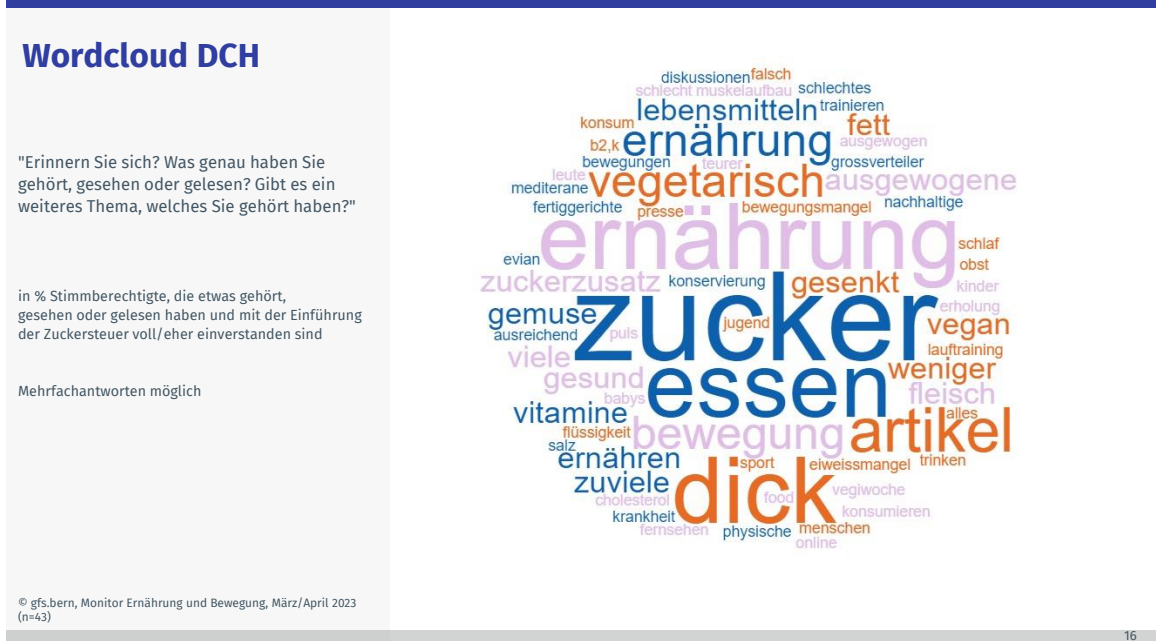 Wordcloud DCH
"Erinnern Sie sich? Was genau haben Sie
gehört, gesehen oder gelesen? Gibt es ein
weiteres Thema, welches Sie gehört haben?"
in % Stimmberechtigte, die etwas gehört,
gesehen oder gelesen haben und mit der Einführung
der Zuckersteuer voll/eher einverstanden sind
Mehrfachantworten möglich
© gfs.bern, Monitor Ernährung und Bewegung, März/April 2023
(n=43)
diskussionen falsch
schlecht muskelaufbau schlechtes
lebensmitteln trainieren
konsum fett
b2,k ernährung ausgewogen
bewegungen teurer grossverteiler
leute vegetarisch ausgewogene
mediterane
fertiggerichte presse bewegungsmangel nachhaltige
ernährung schlaf
evian obst
zuckerzusatz konservierung gesenkt kinder
gemuse zucker erholung
ausreichend puls jugend vegan
viele lauftraining
gesund essen weniger
babys fleisch
vitamine artikel alles
flüssigkeit bewegung
salz
ernähren sport eiweissmangel trinken
zuviele dick
cholesterol food vegiwoche
krankheit konsumieren
fernsehen physische menschen
online
16